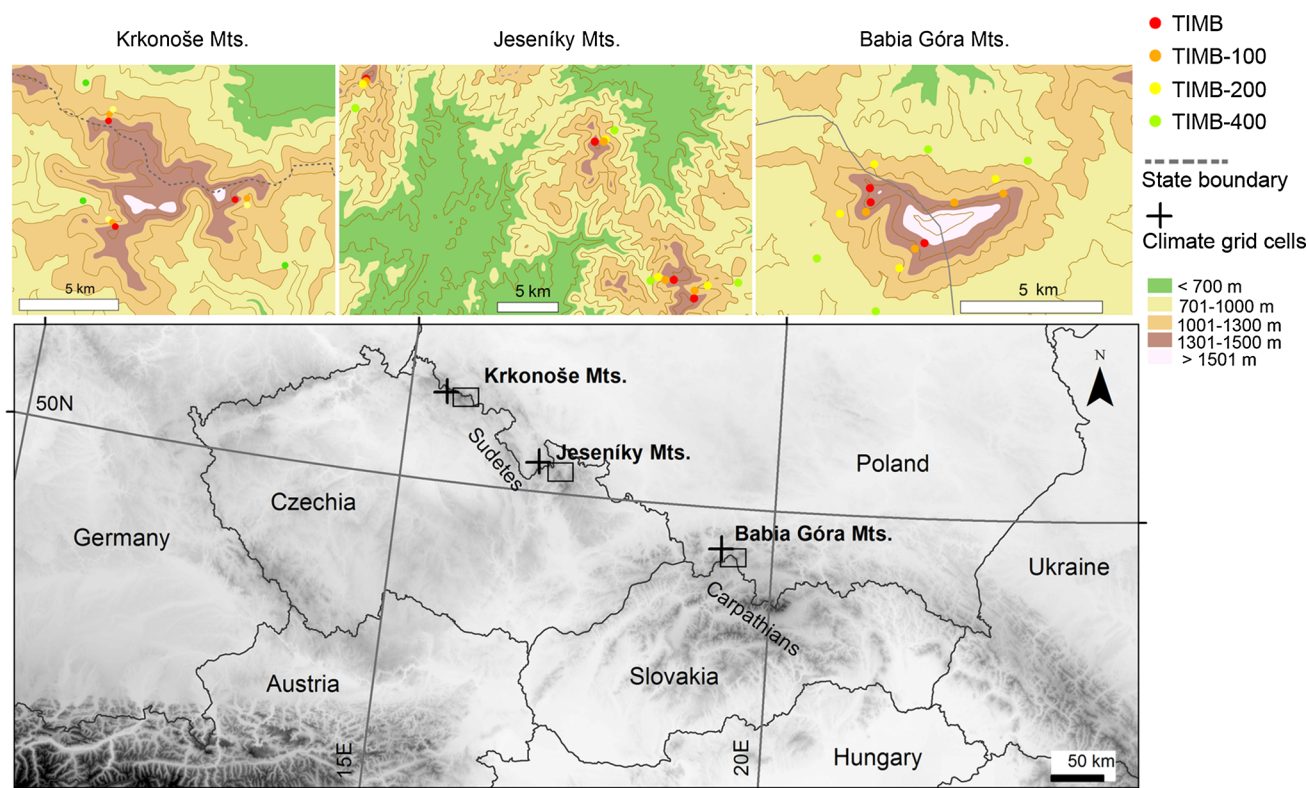 Krkonoše Mts.
Jeseníky Mts.
Babia Góra Mts.
TIMB
TIMB-100
TIMB-200
TIMB-400
State boundary
Climate grid cells
5 km
5 km
5 km
< 700 m
701-1000 m
1001-1300 m
1301-1500 m
> 1501 m
50N
Krkonoše Mts.
N
Sudetes
Jeseníky Mts.
Poland
Czechia
Germany
Babia Góra Mts.
Ukraine
Carpathians
Austria
Slovakia
15E
20E
Hungary
50 km